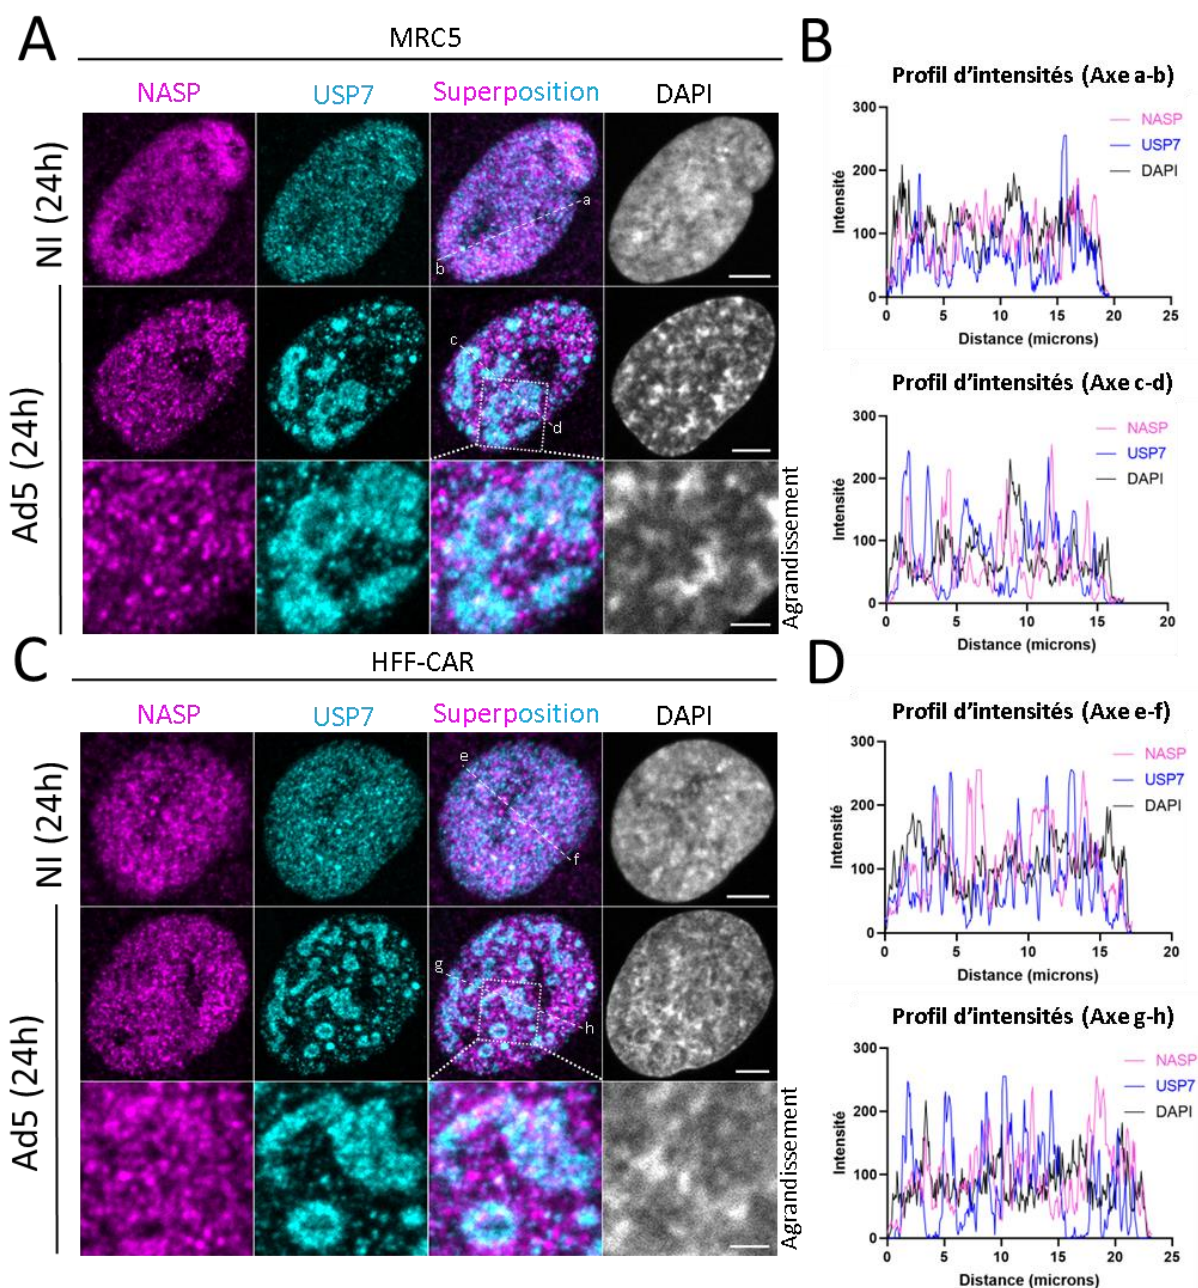 A
MRC5
NASP
USP7
Superposition
DAPI
NI (24h)
a
b
Ad5 (24h)
c
d
Agrandissement
B
Profil d’intensités (Axe a-b)
Intensité
300
200
100
0
0 5 10 15 20 25
Distance (microns)
NASP
USP7
DAPI
Profil d’intensités (Axe c-d)
Intensité
300
200
100
0
0 5 10 15 20
Distance (microns)
NASP
USP7
DAPI
C
HFF-CAR
NASP
USP7
Superposition
DAPI
NI (24h)
e
f
Ad5 (24h)
g
h
Agrandissement
D
Profil d’intensités (Axe e-f)
Intensité
300
200
100
0
0 5 10 15 20
Distance (microns)
NASP
USP7
DAPI
Profil d’intensités (Axe g-h)
Intensité
300
200
100
0
0 5 10 15 20 25
Distance (microns)
NASP
USP7
DAPI